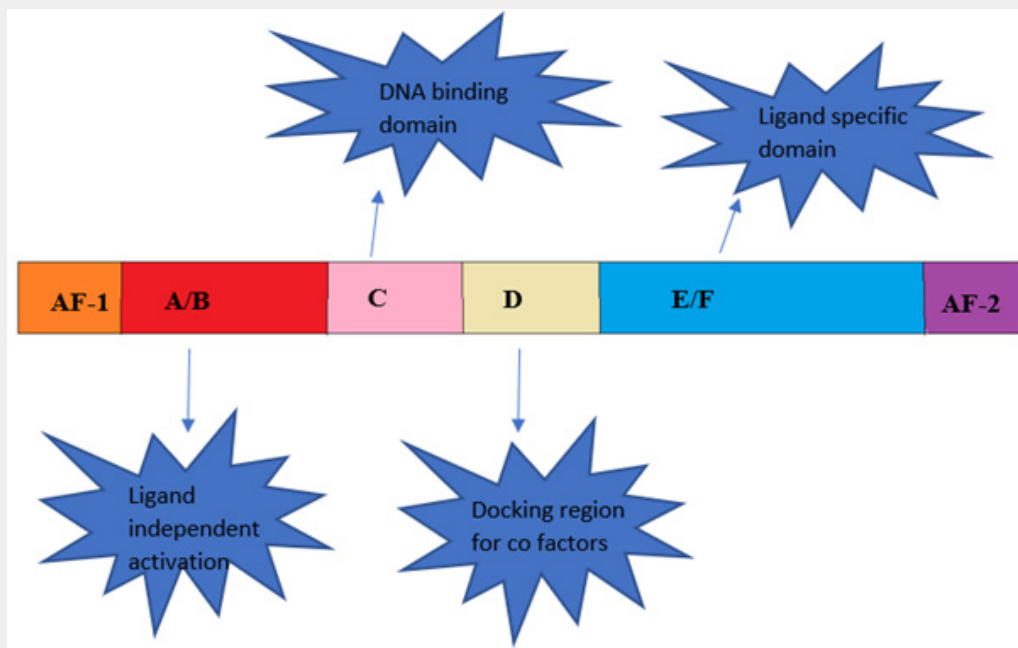 DNA binding
domain
Ligand specific
domain
AF-1 A/B C D E/F AF-2
Ligand
independent
activation
Docking region
for co factors